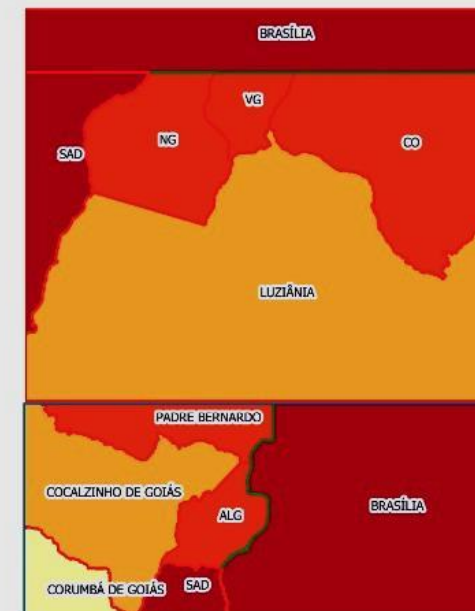 BRASÍLIA
VG
SAD
NG
CO
LUZIÂNIA
PADRE BERNARDO
COCALZINHO DE GOIÁS
BRASÍLIA
ALG
SAD
CORUMBÁ DE GOIÁS